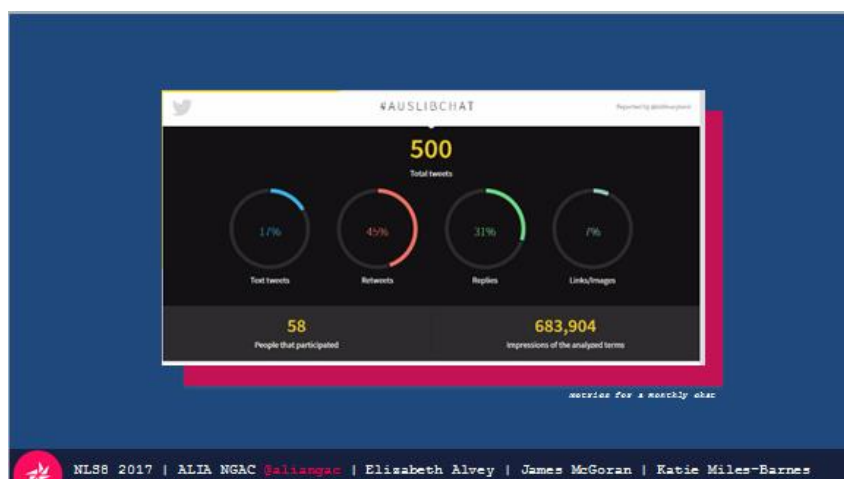 #AUSLIBCHAT
500
Total tweets
17% 45% 31% 7%
Text tweets Retweets Replies Links/Images
58 683,904
People that participated Impressions of the analyzed terms
metrics for a monthly chat
NLS8 2017 | ALIA NGAC @aliangac | Elizabeth Alvey | James McGoran | Katie Miles-Barnes